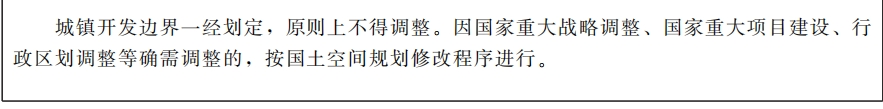 城镇开发边界一经划定，原则上不得调整。因国家重大战略调整、国家重大项目建设、行
政区划调整等确需调整的，按国土空间规划修改程序进行。